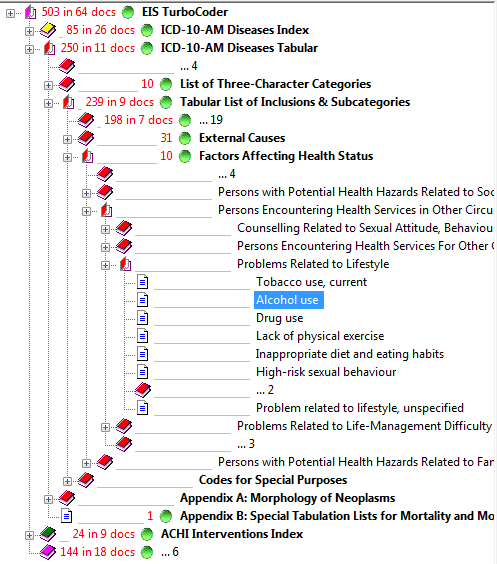 503 in 64 docs EIS TurboCoder
85 in 26 docs ICD-10-AM Diseases Index
250 in 11 docs ICD-10-AM Diseases Tabular
... 4
10 List of Three-Character Categories
239 in 9 docs Tabular List of Inclusions & Subcategories
198 in 7 docs ... 19
31 External Causes
10 Factors Affecting Health Status
... 4
Persons with Potential Health Hazards Related to Soc
Persons Encountering Health Services in Other Circu
Counselling Related to Sexual Attitude, Behaviou
Persons Encountering Health Services For Other C
Problems Related to Lifestyle
Tobacco use, current
Alcohol use
Drug use
Lack of physical exercise
Inappropriate diet and eating habits
High-risk sexual behaviour
... 2
Problem related to lifestyle, unspecified
Problems Related to Life-Management Difficulty
... 3
Persons with Potential Health Hazards Related to Fam
Codes for Special Purposes
Appendix A: Morphology of Neoplasms
1 Appendix B: Special Tabulation Lists for Mortality and Mo
24 in 9 docs ACHI Interventions Index
144 in 18 docs ... 6